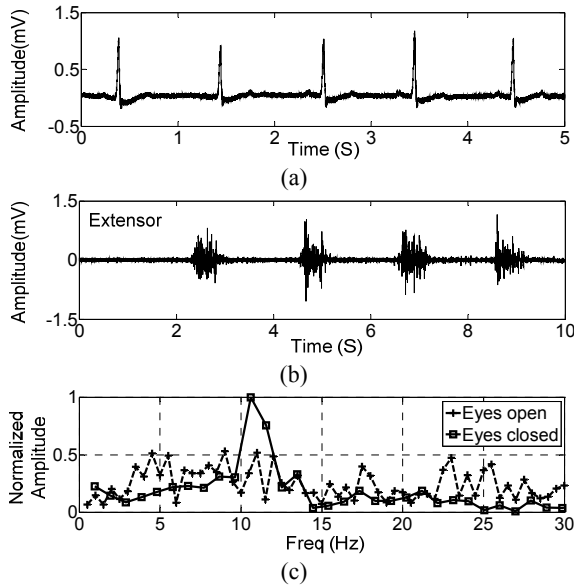 Amplitude(mV)
1.5
0.5
-0.5
0 1 2 3 4 5
Time (S)
(a)
Amplitude(mV)
1.5
0
-1.5
Extensor
0 2 4 6 8 10
Time (S)
(b)
Normalized
Amplitude
1
0.5
0
Eyes open
Eyes closed
0 5 10 15 20 25 30
Freq (Hz)
(c)